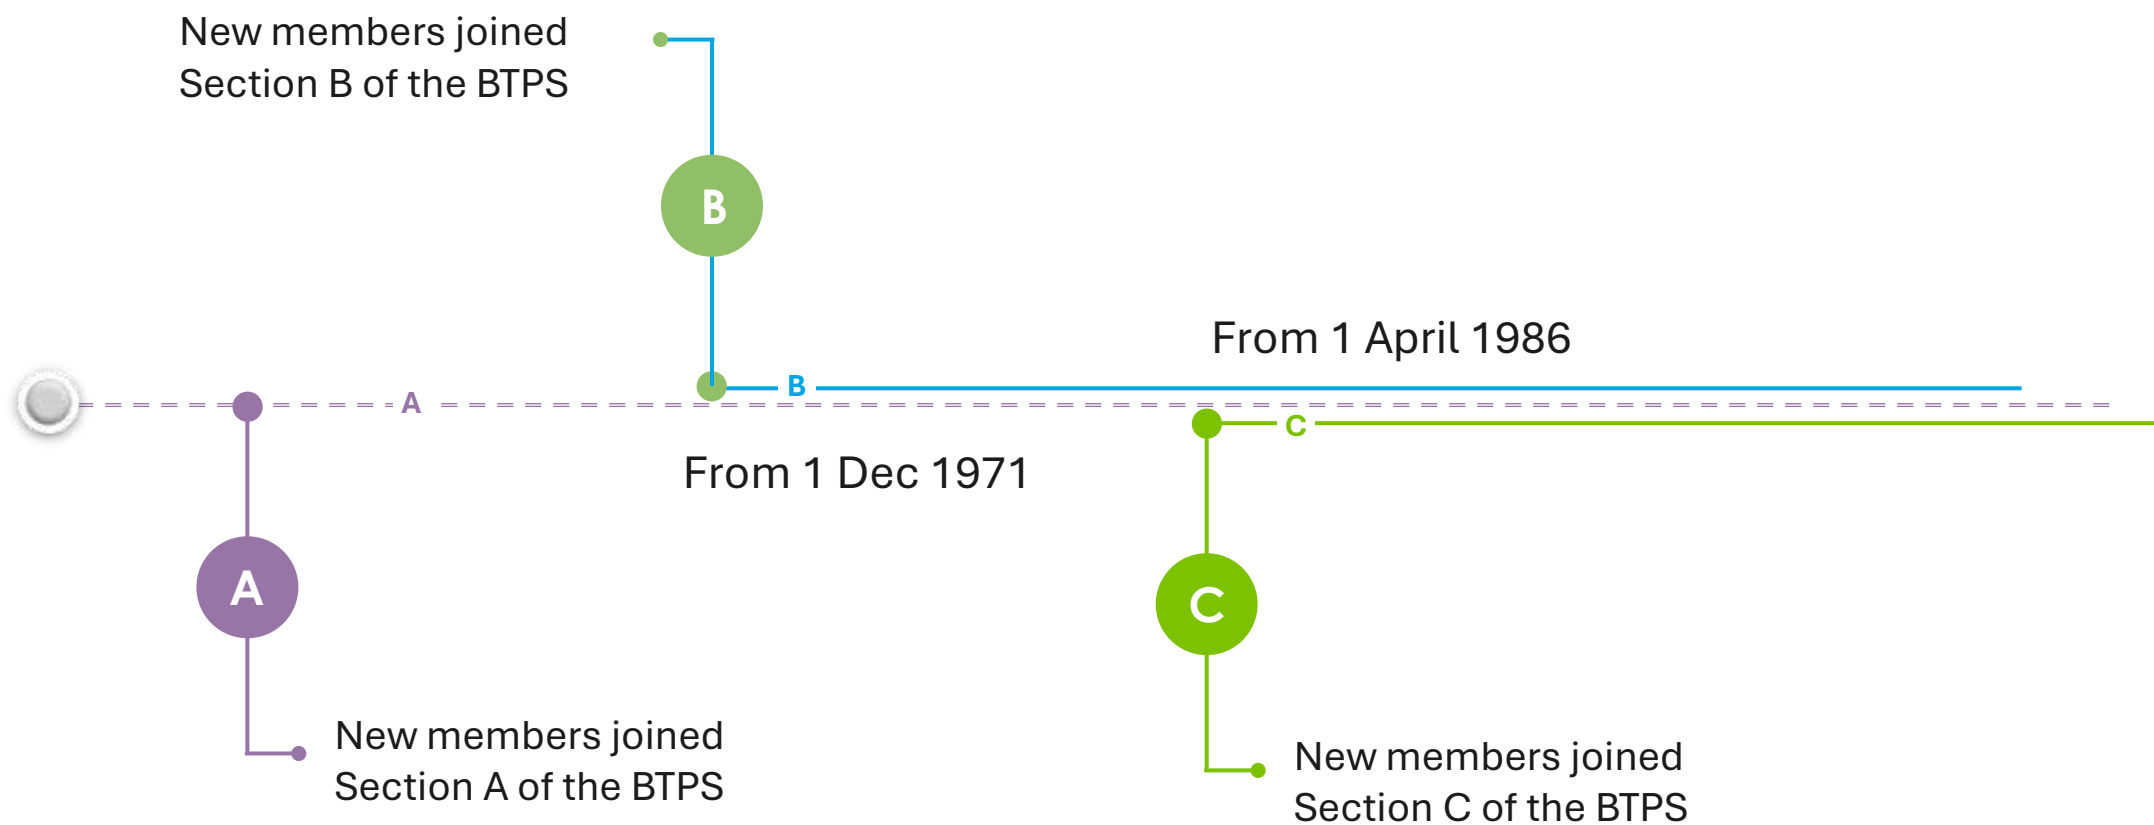 New members joined
Section B of the BTPS
B
From 1 April 1986
B
A
C
From 1 Dec 1971
A
C
New members joined
Section A of the BTPS
New members joined
Section C of the BTPS